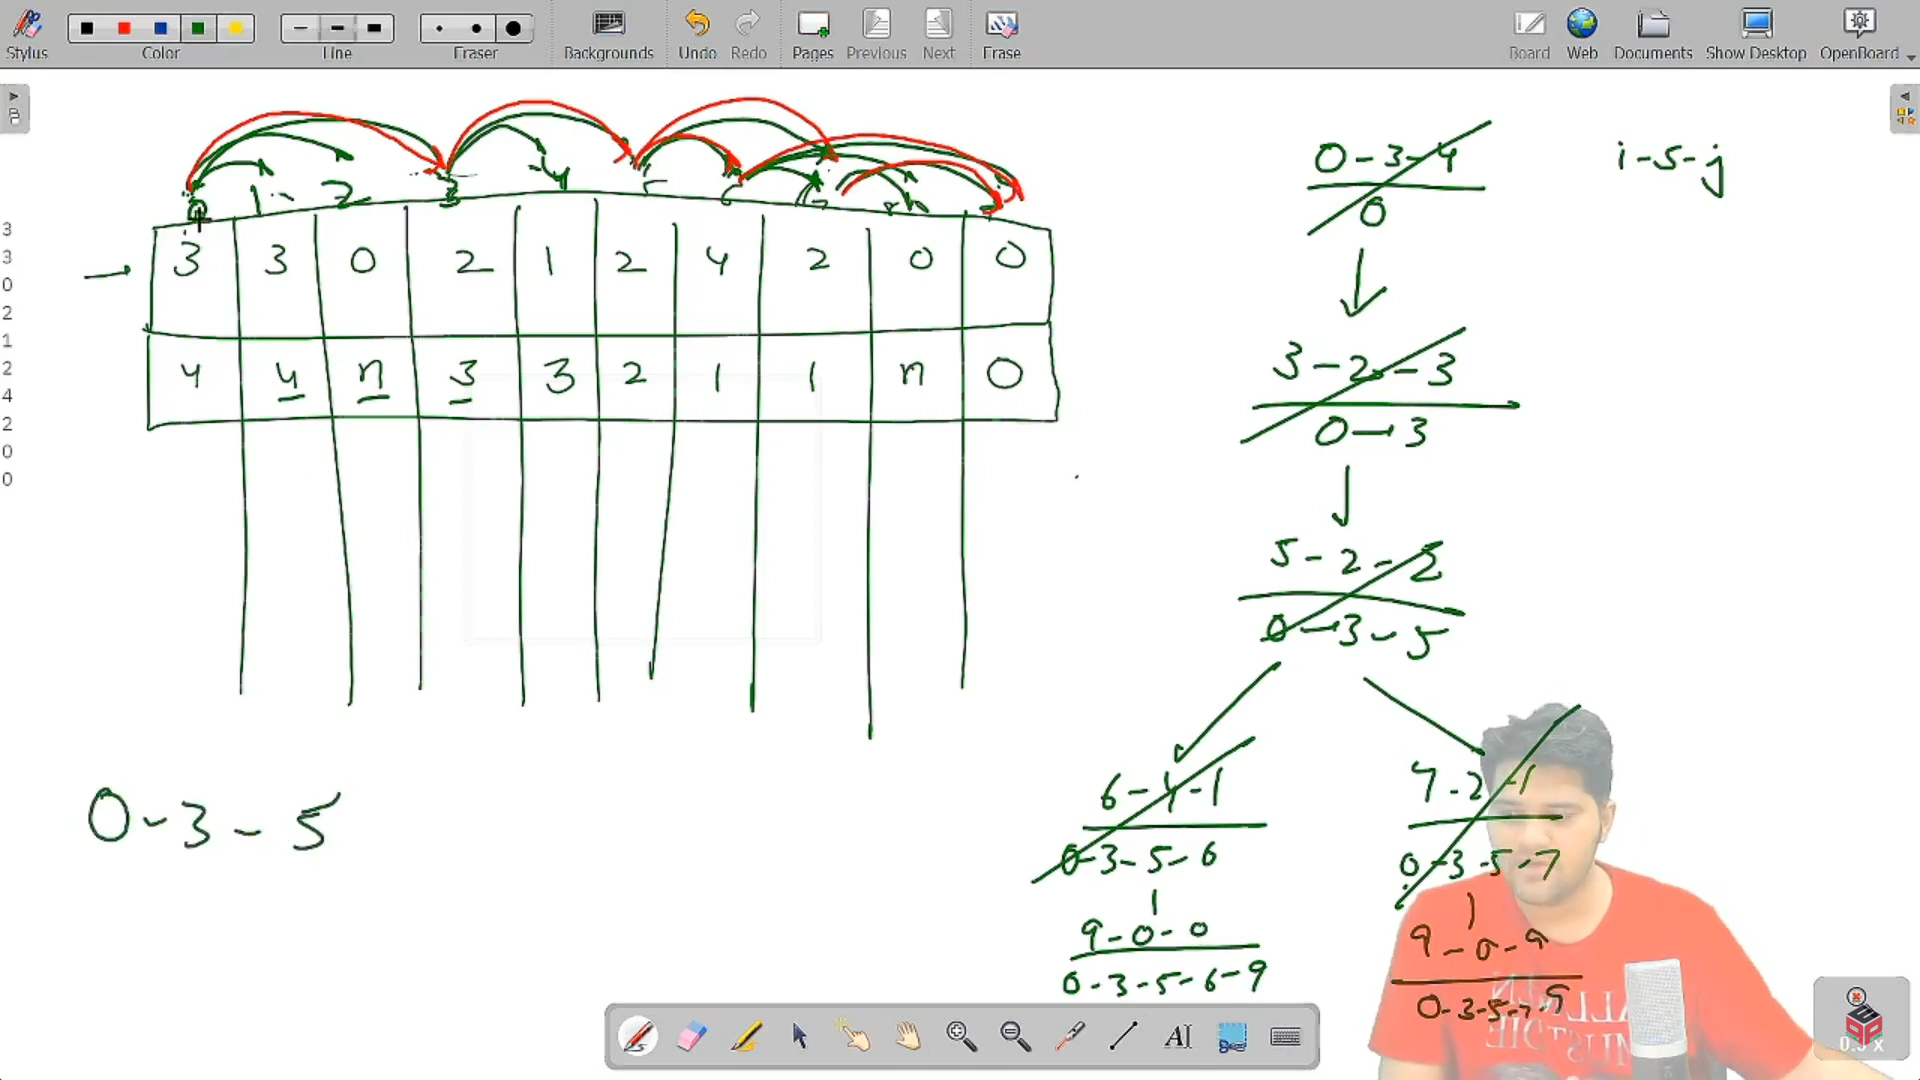 Stylus Color Line Eraser Backgrounds Undo Redo Pages Previous Next Erase Board Web Documents Show Desktop OpenBoard
3
3
0
2
1
2
4
2
0
0
0 1 2 3 4 5 6 7 8 9
3 3 0 2 1 2 4 2 0 0
4 4 n 3 3 2 1 1 n 0
0 - 3 - 5
0 - 3 - 4
0
i - s - j
3 - 2 - 3
0 → 3
5 - 2 - 2
0 → 3 - 5
6 - 4 - 1
0 - 3 - 5 - 6
9 - 0 - 0
0 - 3 - 5 - 6 - 9
7 - 2 - 1
0 - 3 - 5 - 7
9 - 0 - 9
0 - 3 - 5 - 7 - 9